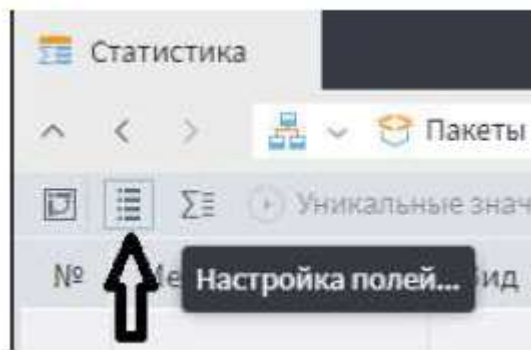 Статистика
Пакеты
Уникальные знач
№
Настройка полей...
ид